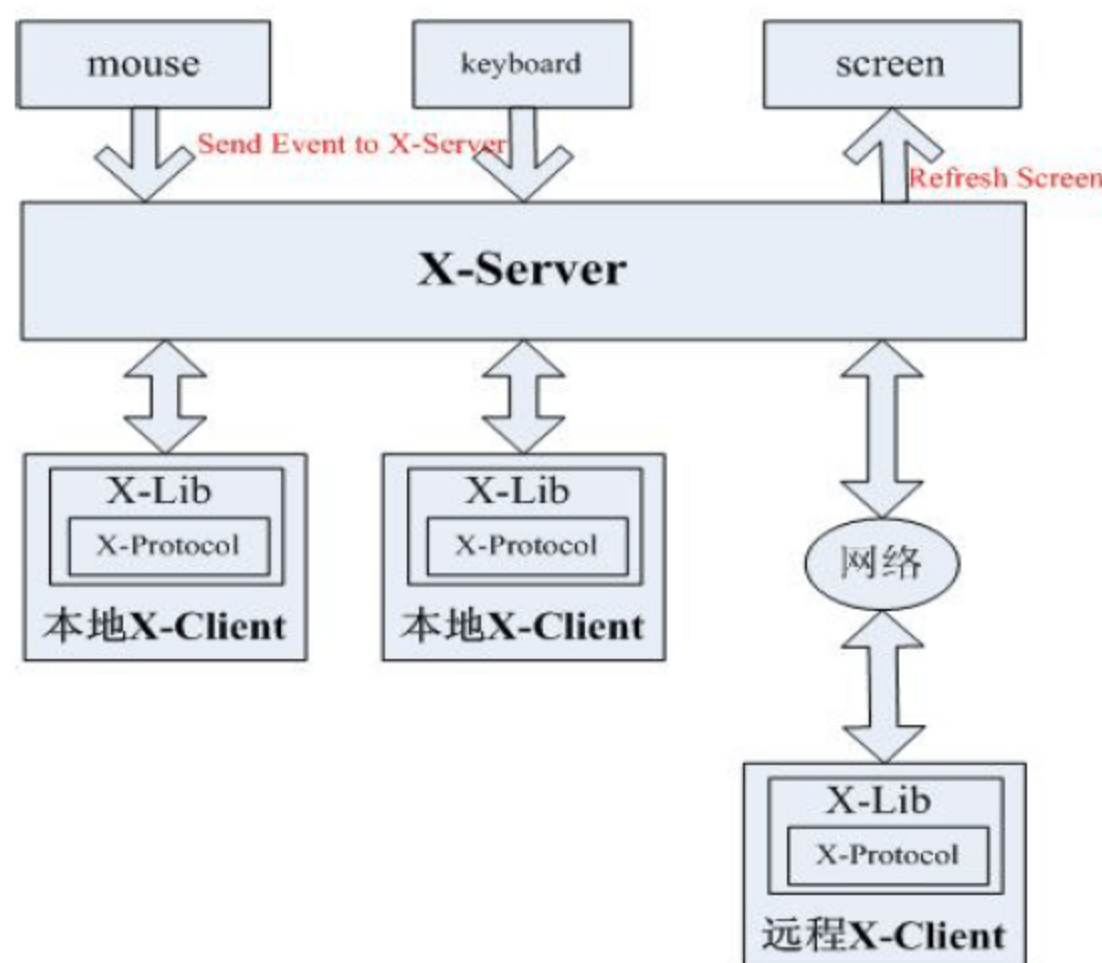 mouse
keyboard
screen
Send Event to X-Server
Refresh Screen
X-Server
X-Lib
X-Protocol
本地X-Client
X-Lib
X-Protocol
本地X-Client
网络
X-Lib
X-Protocol
远程X-Client